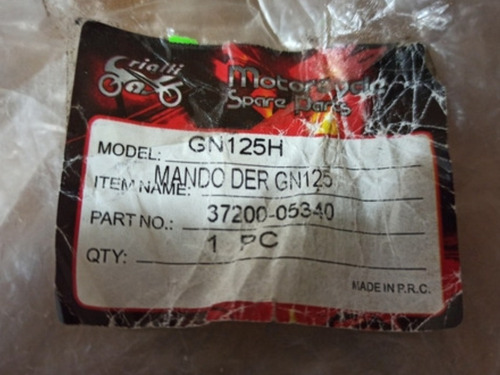 Crialli
Motorcycle
Spare Parts
MODEL: GN125H
ITEM NAME: MANDO DER GN125
PART NO.: 37200-05340
QTY: 1 PC
MADE IN P.R.C.